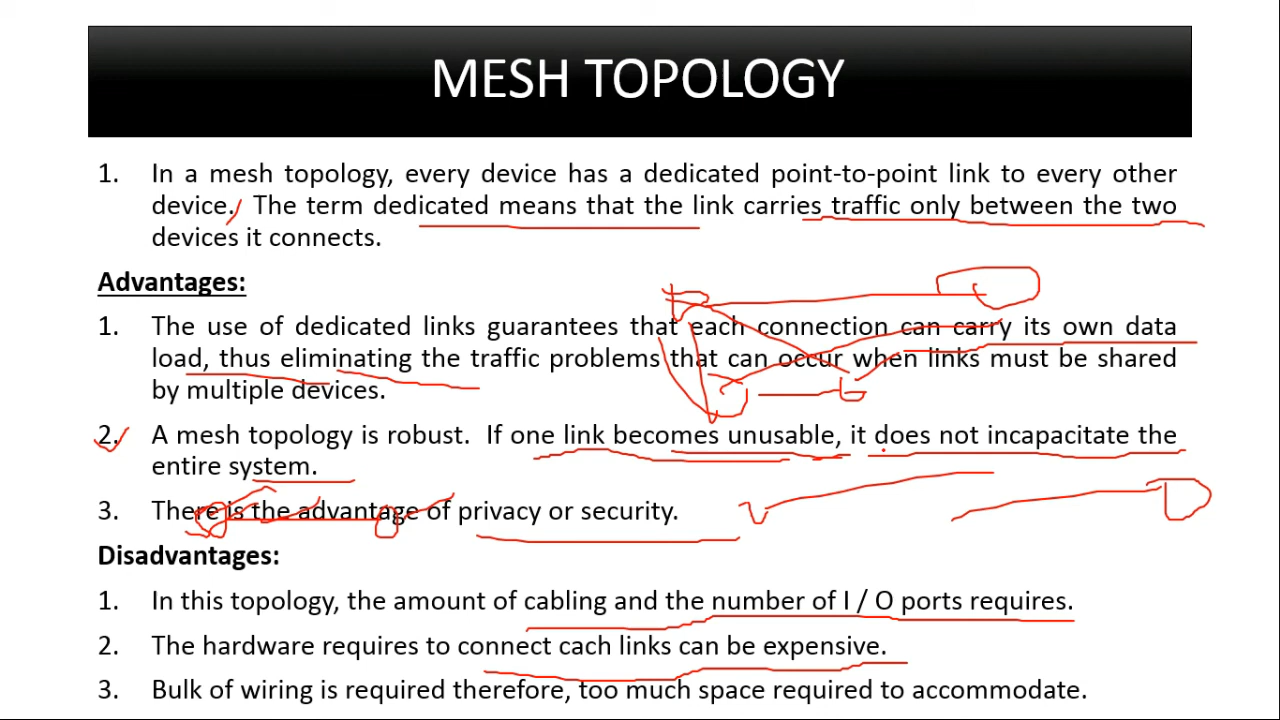 MESH TOPOLOGY
1. In a mesh topology, every device has a dedicated point-to-point link to every other
device. The term dedicated means that the link carries traffic only between the two
devices it connects.
Advantages:
1. The use of dedicated links guarantees that each connection can carry its own data
load, thus eliminating the traffic problems that can occur when links must be shared
by multiple devices.
2. A mesh topology is robust. If one link becomes unusable, it does not incapacitate the
entire system.
3. There is the advantage of privacy or security.
Disadvantages:
1. In this topology, the amount of cabling and the number of I / O ports requires.
2. The hardware requires to connect cach links can be expensive.
3. Bulk of wiring is required therefore, too much space required to accommodate.